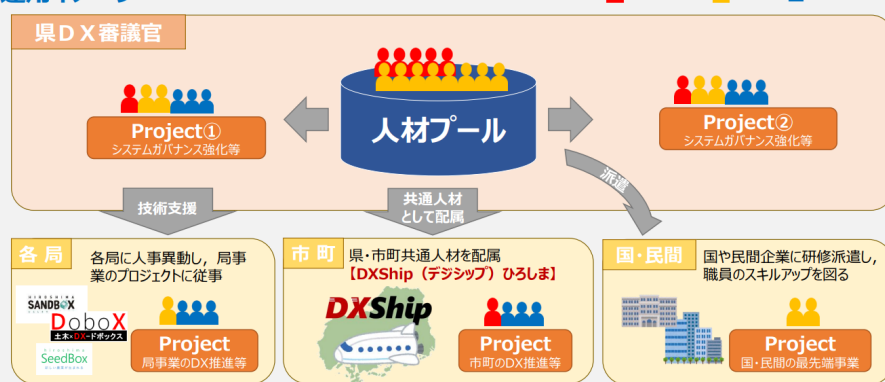 県DX審議官
人材プール
Project①
システムガバナンス強化等
Project②
システムガバナンス強化等
技術支援
共通人材
として配属
派遣
各 局
各局に人事異動し，局事
業のプロジェクトに従事
SANDBOX
DoboX
土木×DX＝ドボックス
SeedBox
Project
局事業のDX推進等
市 町
県・市町共通人材を配属
【DXShip（デジシップ）ひろしま】
DXShip
Project
市町のDX推進等
国・民間
国や民間企業に研修派遣し，
職員のスキルアップを図る
Project
国・民間の最先端事業